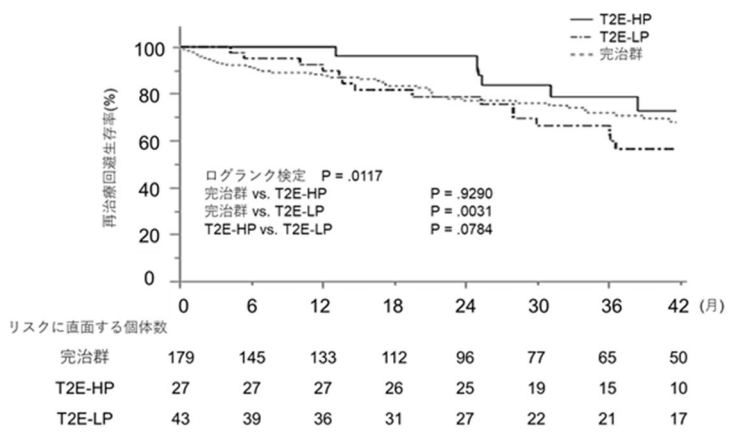 T2E-HP
T2E-LP
完治群
再治療回避生存率(%)
100
80
60
40
20
0
ログランク検定 P = .0117
完治群 vs. T2E-HP P = .9290
完治群 vs. T2E-LP P = .0031
T2E-HP vs. T2E-LP P = .0784
0 6 12 18 24 30 36 42 (月)
リスクに直面する個体数
完治群 179 145 133 112 96 77 65 50
T2E-HP 27 27 27 26 25 19 15 10
T2E-LP 43 39 36 31 27 22 21 17